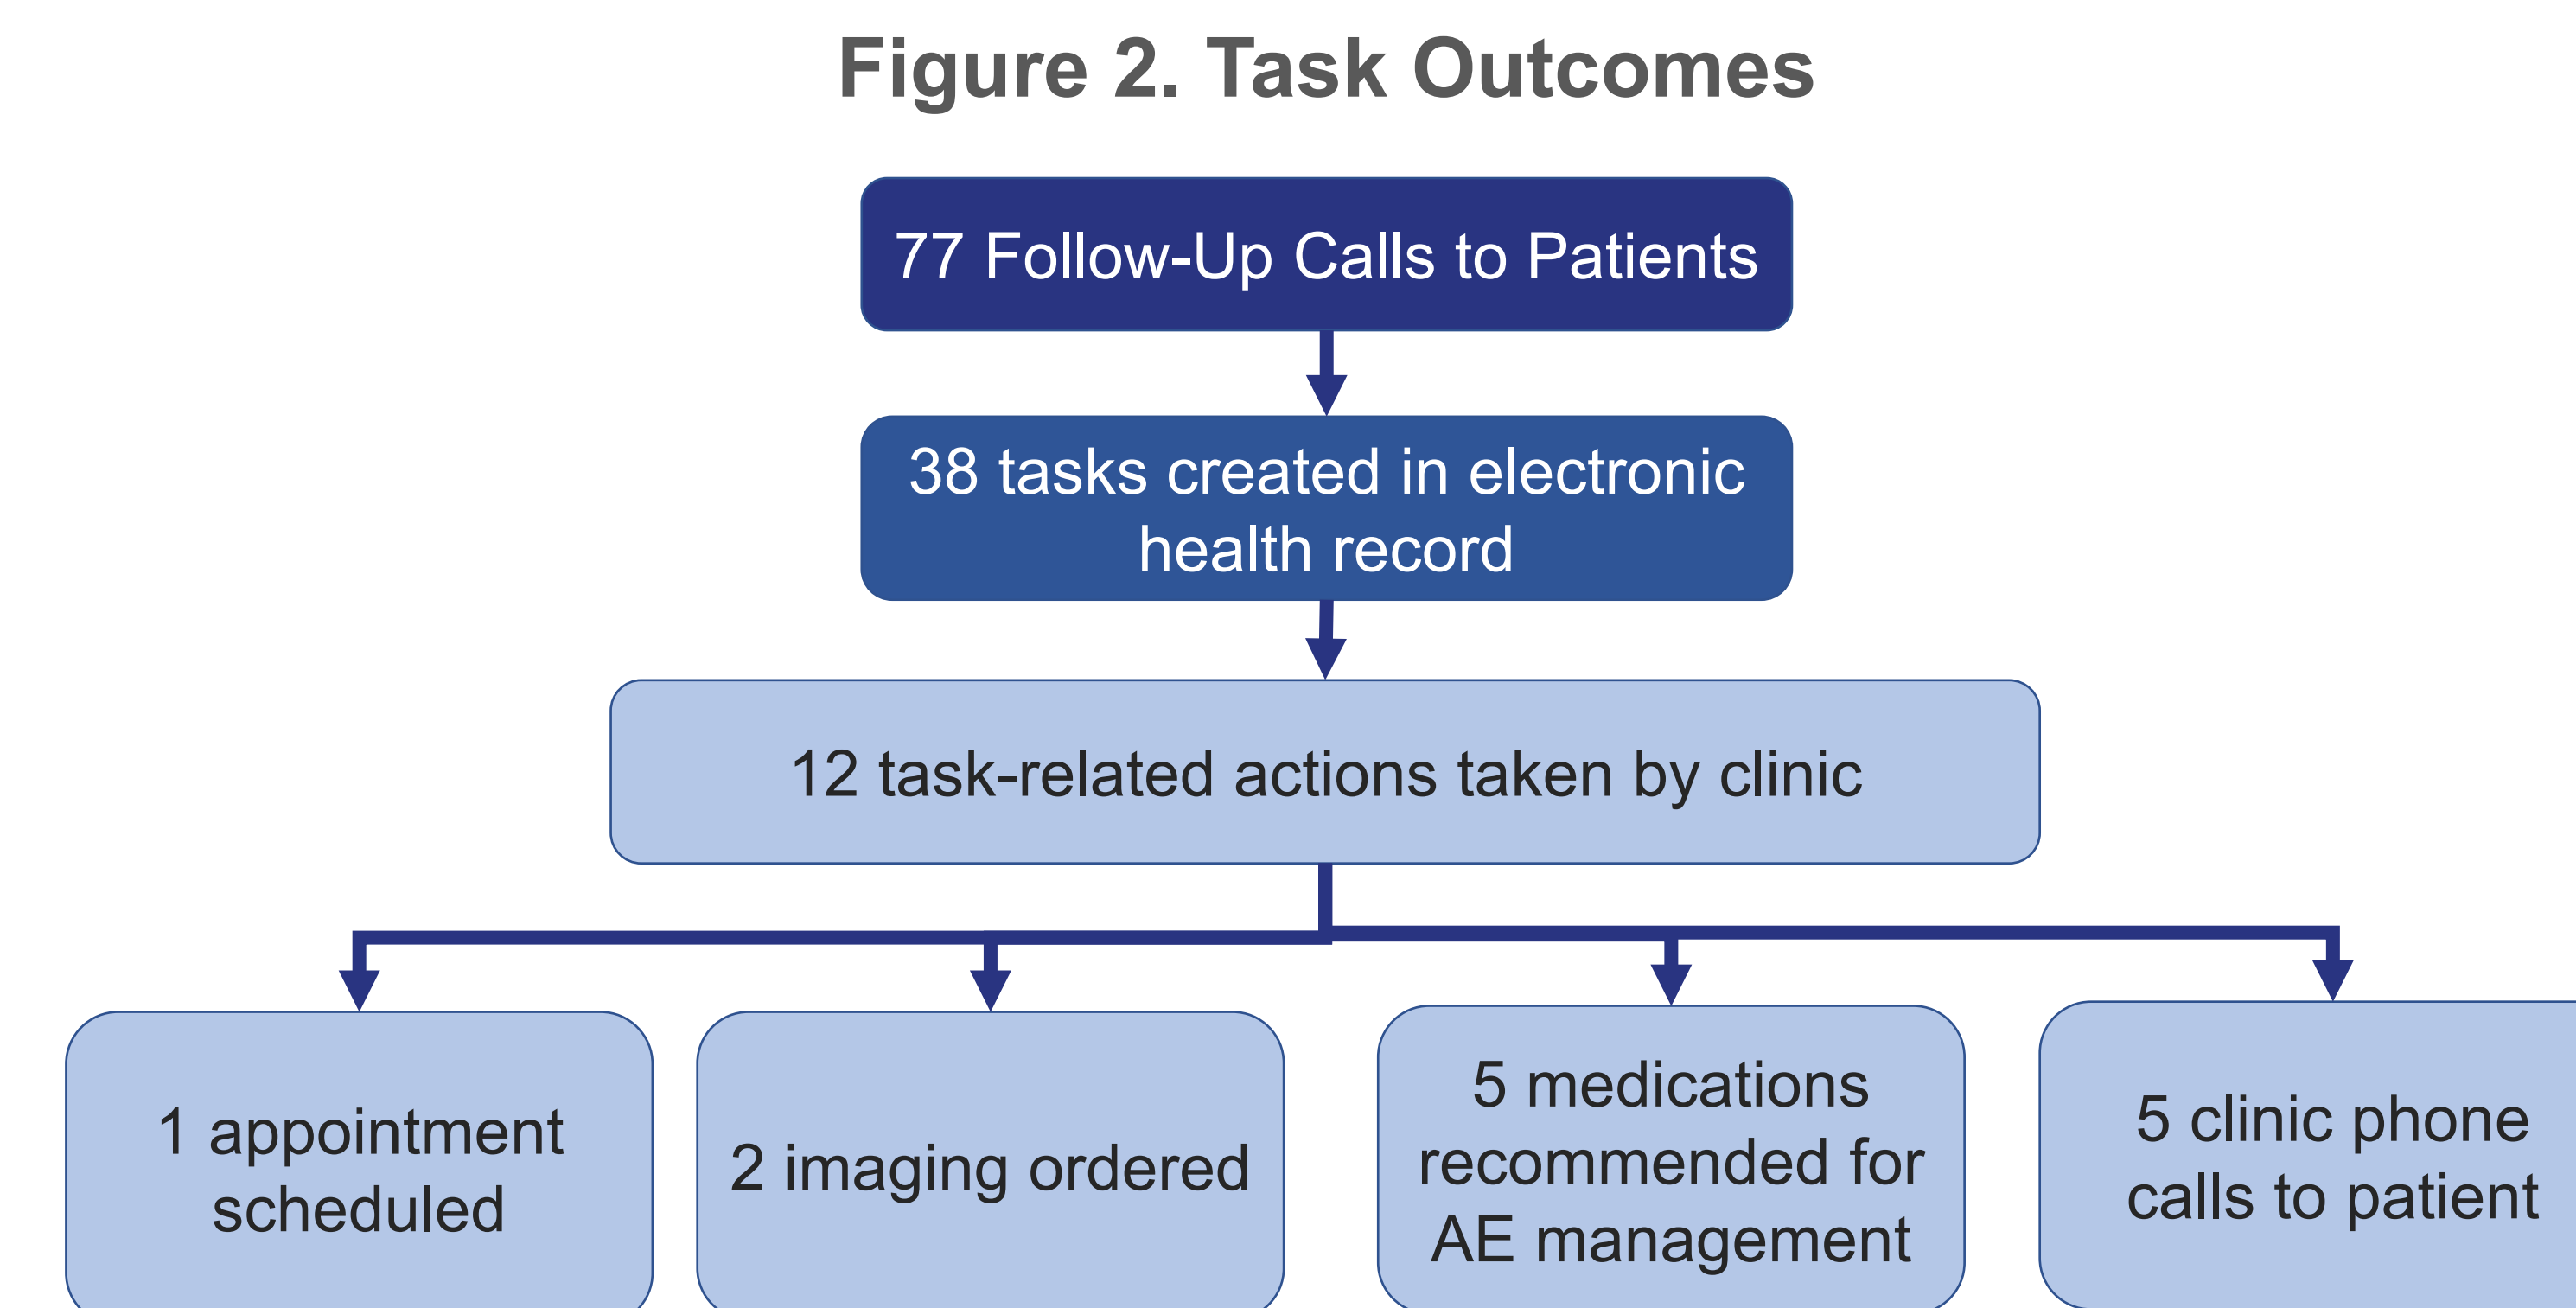 Figure 2. Task Outcomes
77 Follow-Up Calls to Patients
38 tasks created in electronic
health record
12 task-related actions taken by clinic
1 appointment
scheduled
2 imaging ordered
5 medications
recommended for
AE management
5 clinic phone
calls to patient